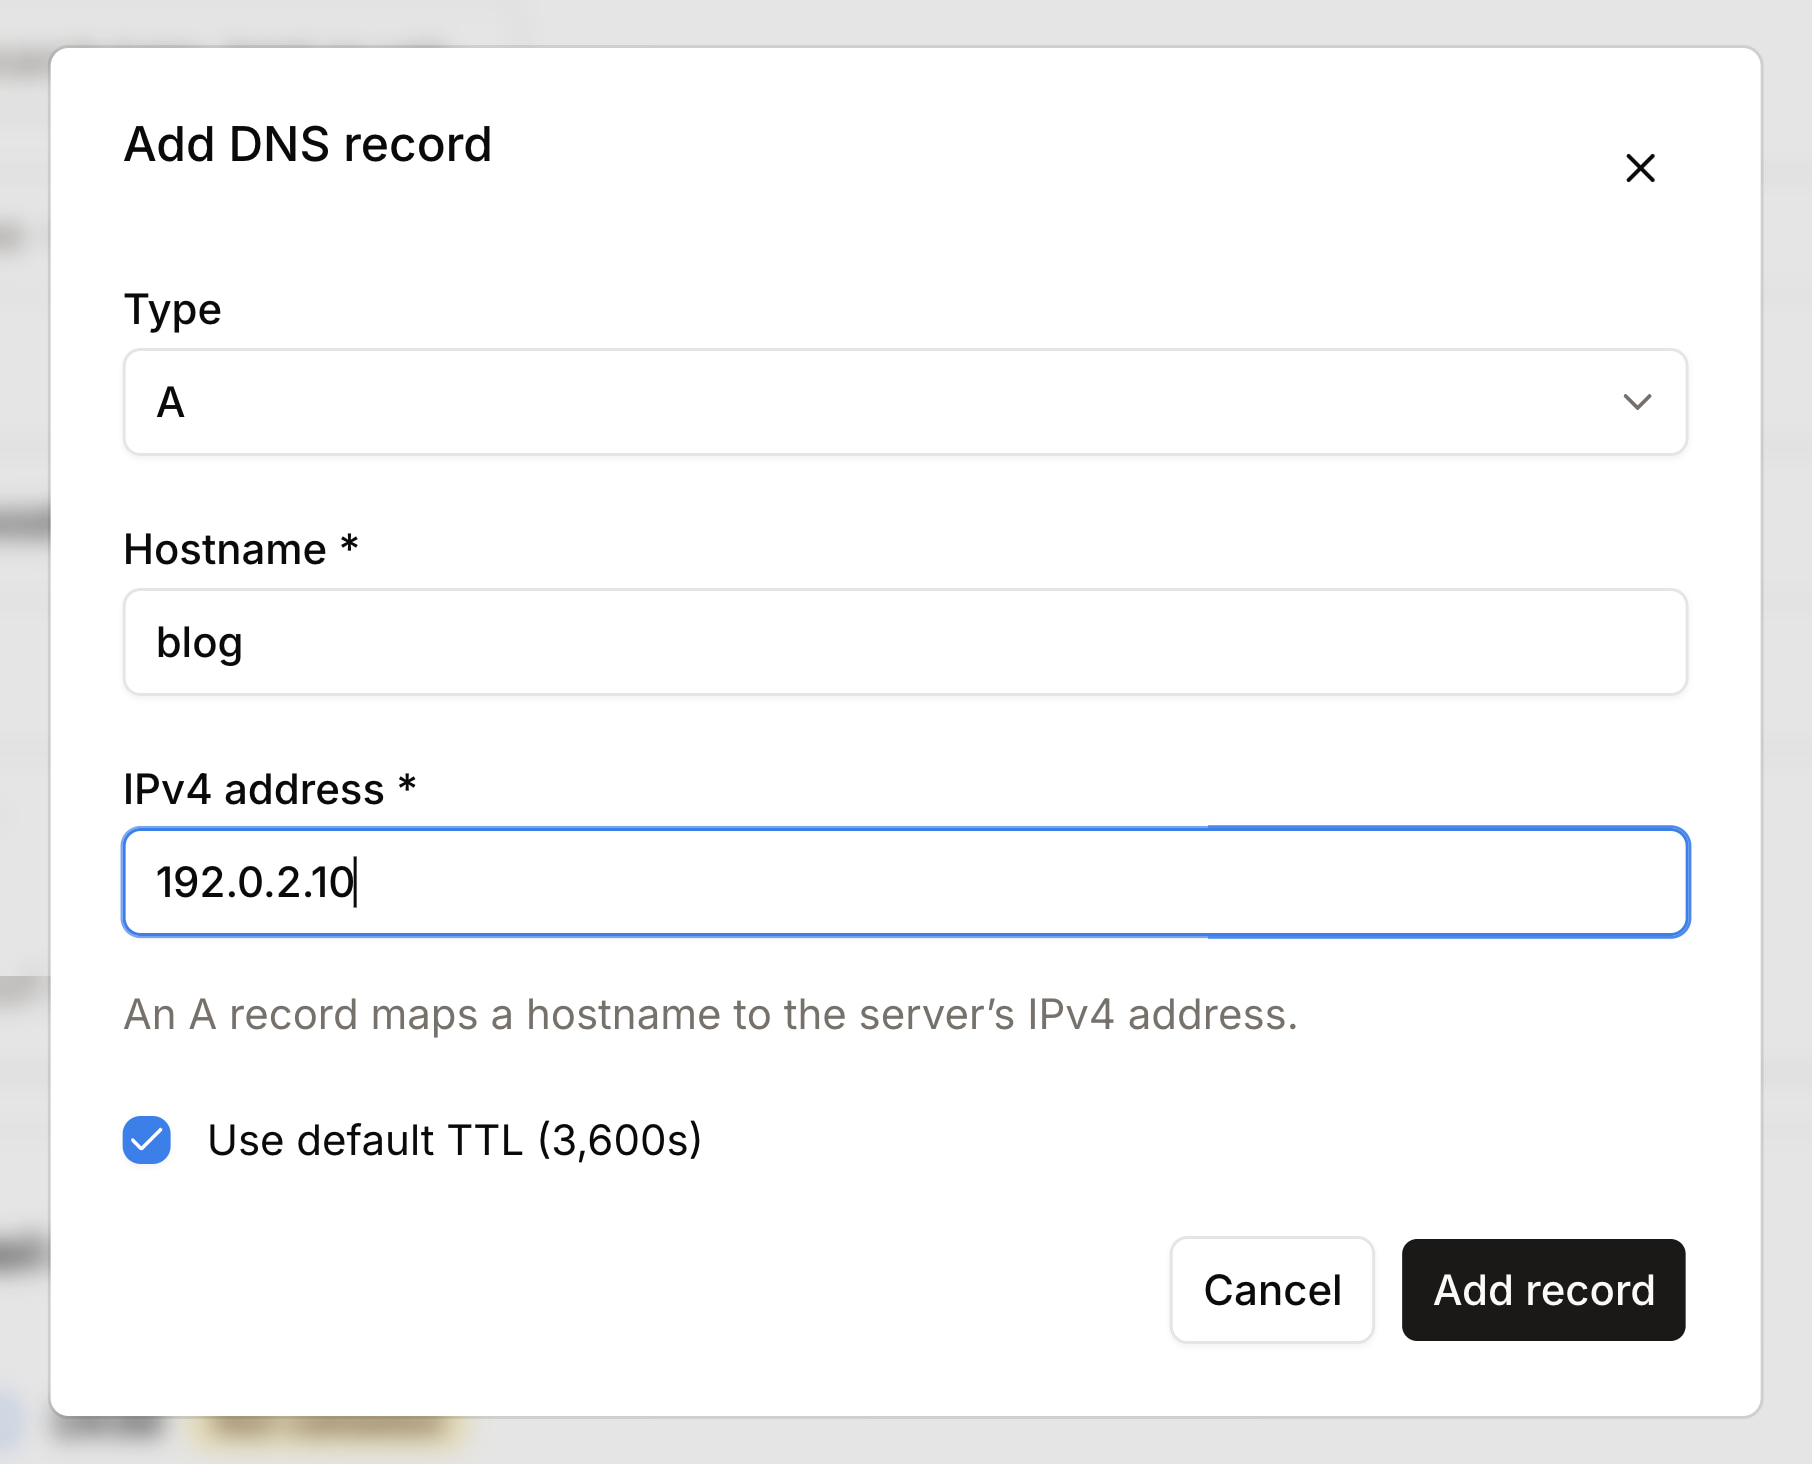 Add DNS record
Type
A
Hostname *
blog
IPv4 address *
192.0.2.10
An A record maps a hostname to the server’s IPv4 address.
Use default TTL (3,600s)
Cancel
Add record